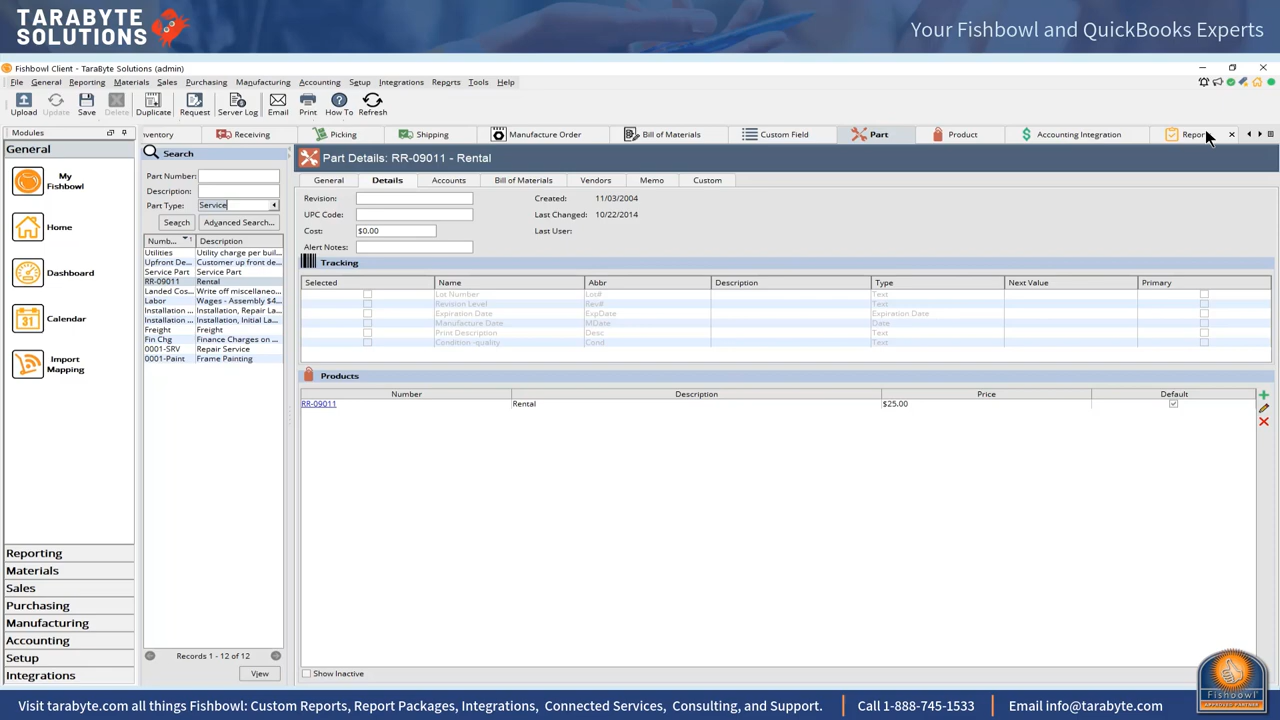 TARABYTE
SOLUTIONS
Your Fishbowl and QuickBooks Experts
Fishbowl Client - TaraByte Solutions (admin)
File General Reporting Materials Sales Purchasing Manufacturing Accounting Setup Integrations Reports Tools Help
Upload Update Save Delete Duplicate Request Server Log Email Print How To Refresh
Modules
nventory Receiving Picking Shipping Manufacture Order Bill of Materials Custom Field Part Product Accounting Integration Repor
General
Search
Part Details: RR-09011 - Rental
My
Fishbowl
Home
Dashboard
Calendar
Import
Mapping
Reporting
Materials
Sales
Purchasing
Manufacturing
Accounting
Setup
Integrations
Part Number:
Description:
Part Type: Service
Search Advanced Search...
Numb... 1 Description
Utilities Utility charge per buil...
Upfront De... Customer up front de...
Service Part Service Part
RR-09011 Rental
Landed Cos... Write off miscellaneo...
Labor Wages - Assembly $4...
Installation ... Installation, Repair La...
Installation ... Installation, Initial La...
Freight Freight
Fin Chg Finance Charges on ...
0001-SRV Repair Service
0001-Paint Frame Painting
Records 1 - 12 of 12
View
General Details Accounts Bill of Materials Vendors Memo Custom
Revision: Created: 11/03/2004
UPC Code: Last Changed: 10/22/2014
Cost: $0.00 Last User:
Alert Notes:
Tracking
Selected Name Abbr Description Type Next Value Primary
Lot Number Lot# Text
Revision Level Rev# Text
Expiration Date ExpDate Expiration Date
Manufacture Date MDate Date
Print Description Desc Text
Condition -quality Cond Text
Products
Number Description Price Default
RR-09011 Rental $25.00
Show Inactive
Fishbowl
APPROVED PARTNER
Visit tarabyte.com all things Fishbowl: Custom Reports, Report Packages, Integrations, Connected Services, Consulting, and Support. Call 1-888-745-1533 Email info@tarabyte.com